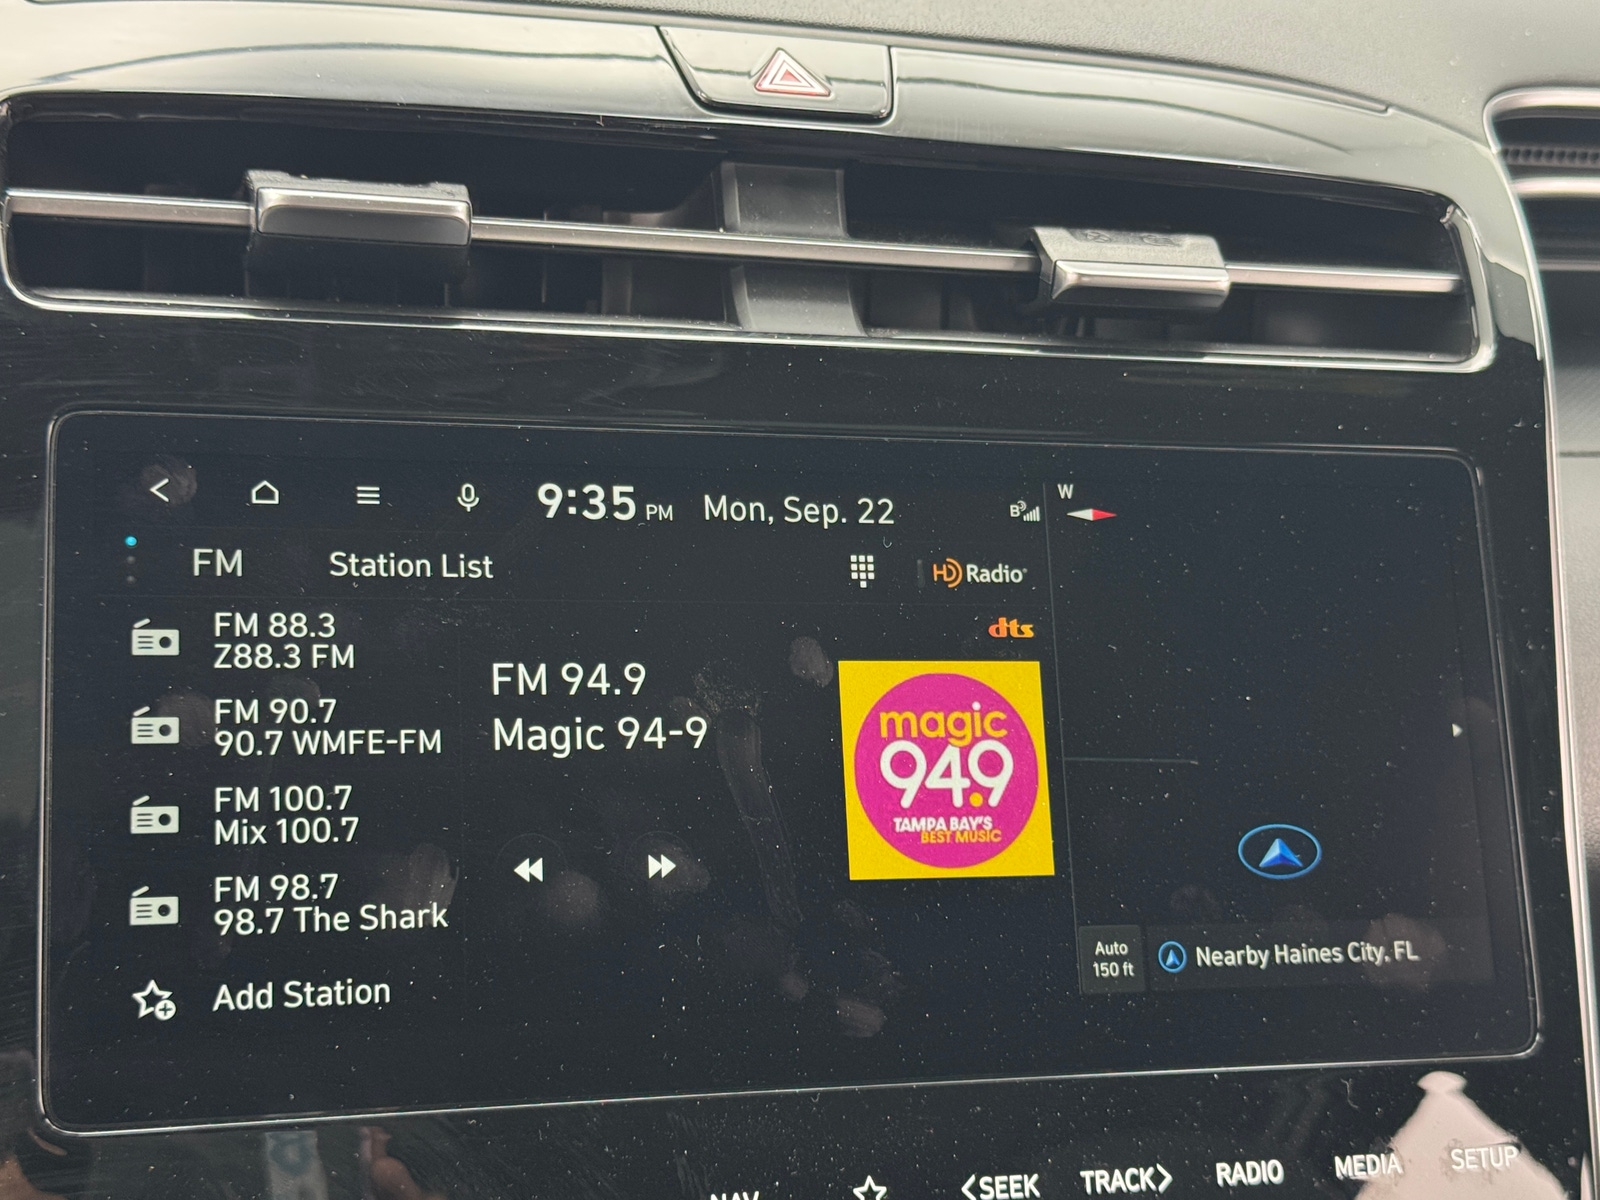 9:35 PM Mon, Sep. 22
B
W
FM
Station List
HD Radio
dts
FM 88.3
Z88.3 FM
FM 90.7
90.7 WMFE-FM
FM 100.7
Mix 100.7
FM 98.7
98.7 The Shark
Add Station
FM 94.9
Magic 94-9
magic
94.9
TAMPA BAY'S
BEST MUSIC
Auto
150 ft
Nearby Haines City, FL
NAV
<SEEK
TRACK>
RADIO
MEDIA
SETUP